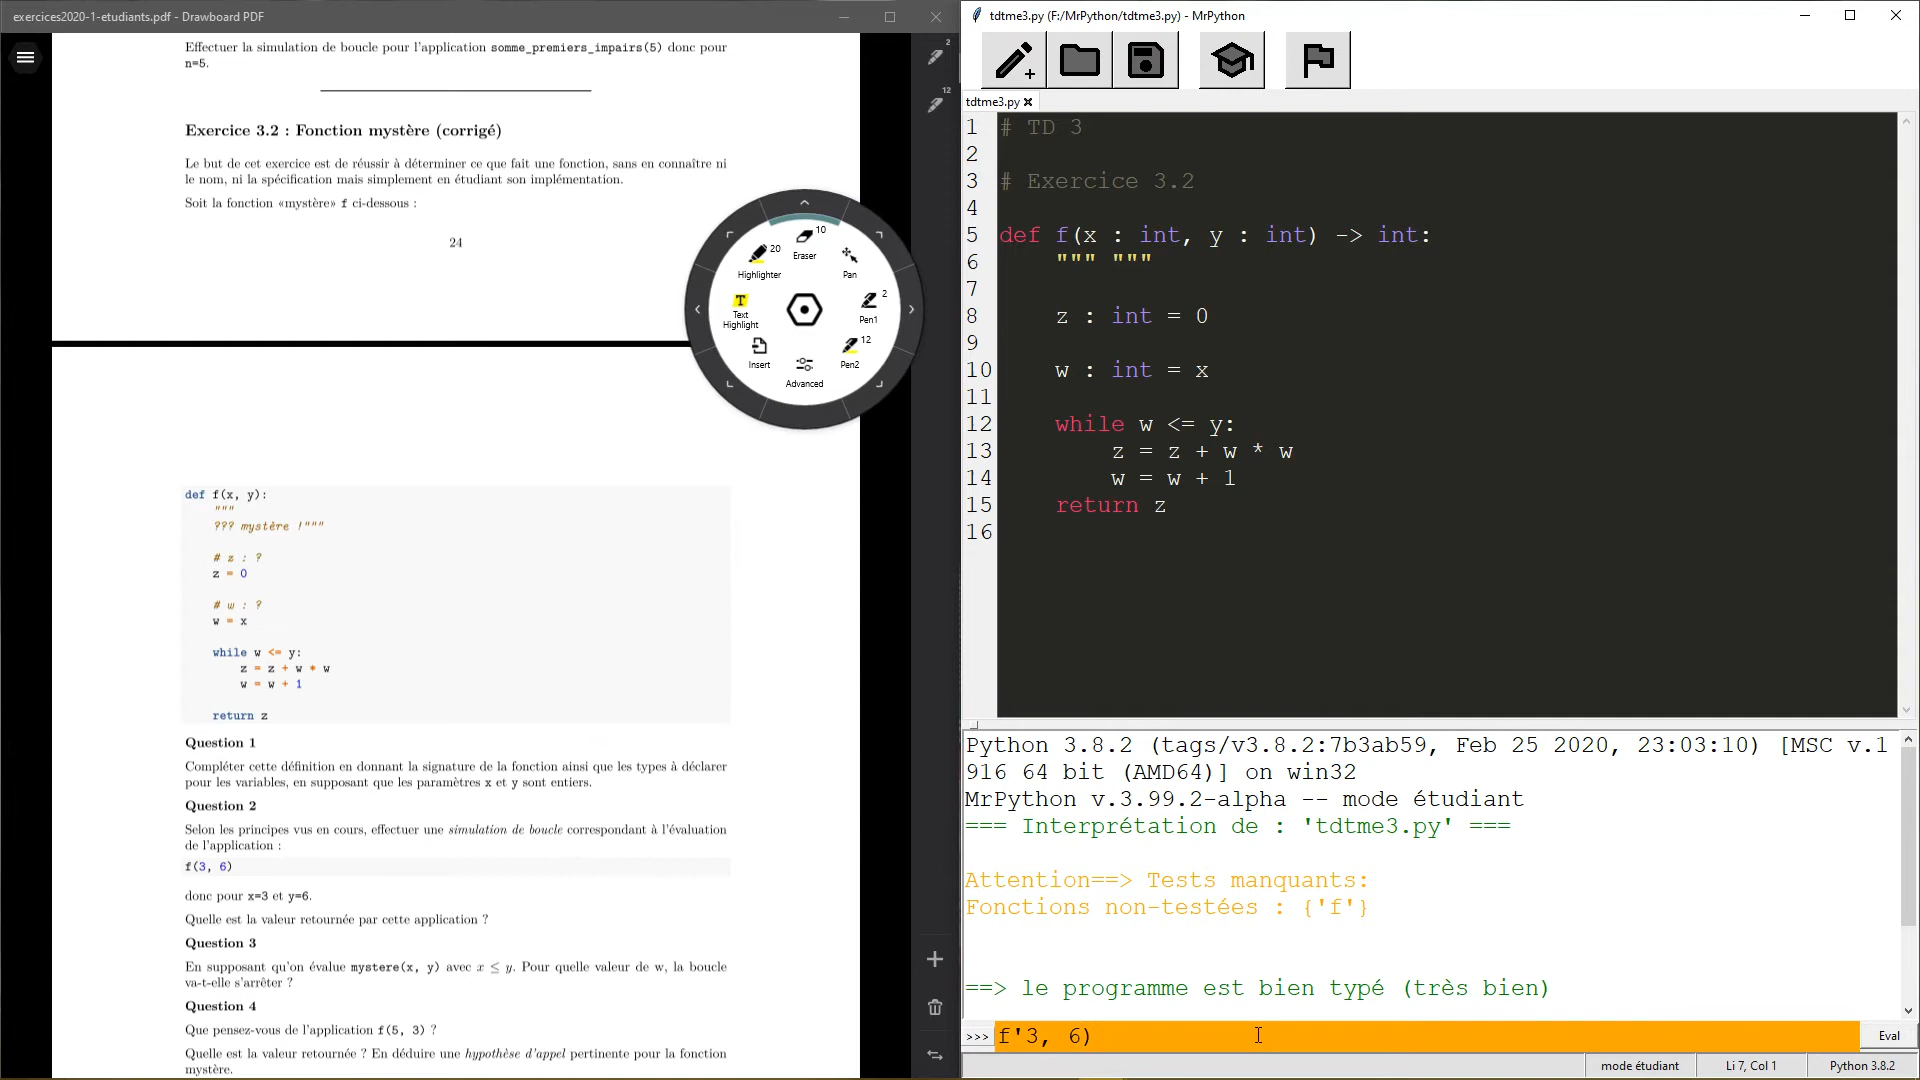 exercices2020-1-etudiants.pdf - Drawboard PDF
Effectuer la simulation de boucle pour l'application somme_premiers_impairs(5) donc pour
n=5.
Exercice 3.2 : Fonction mystère (corrigé)
Le but de cet exercice est de réussir à déterminer ce que fait une fonction, sans en connaître ni
le nom, ni la spécification mais simplement en étudiant son implémentation.
Soit la fonction «mystère» f ci-dessous :
24
2
12
10
Eraser
20
Highlighter
Pan
T
Text
Highlight
2
Pen1
Insert
12
Pen2
Advanced
def f(x, y):
"""
??? mystère !"""
# z : ?
z = 0
# w : ?
w = x
while w <= y:
z = z + w * w
w = w + 1
return z
Question 1
Compléter cette définition en donnant la signature de la fonction ainsi que les types à déclarer
pour les variables, en supposant que les paramètres x et y sont entiers.
Question 2
Selon les principes vus en cours, effectuer une simulation de boucle correspondant à l'évaluation
de l'application :
f(3, 6)
donc pour x=3 et y=6.
Quelle est la valeur retournée par cette application ?
Question 3
En supposant qu'on évalue mystere(x, y) avec x ≤ y. Pour quelle valeur de w, la boucle
va-t-elle s'arrêter ?
Question 4
Que pensez-vous de l'application f(5, 3) ?
Quelle est la valeur retournée ? En déduire une hypothèse d'appel pertinente pour la fonction
mystère.
tdtme3.py (F:/MrPython/tdtme3.py) - MrPython
tdtme3.py
1 # TD 3
2
3 # Exercice 3.2
4
5 def f(x : int, y : int) -> int:
6 """ """
7
8 z : int = 0
9
10 w : int = x
11
12 while w <= y:
13 z = z + w * w
14 w = w + 1
15 return z
16
Python 3.8.2 (tags/v3.8.2:7b3ab59, Feb 25 2020, 23:03:10) [MSC v.1
916 64 bit (AMD64)] on win32
MrPython v.3.99.2-alpha -- mode étudiant
=== Interprétation de : 'tdtme3.py' ===
Attention==> Tests manquants:
Fonctions non-testées : {'f'}
==> le programme est bien typé (très bien)
>>> f'3, 6)
Eval
mode étudiant
Li 7, Col 1
Python 3.8.2